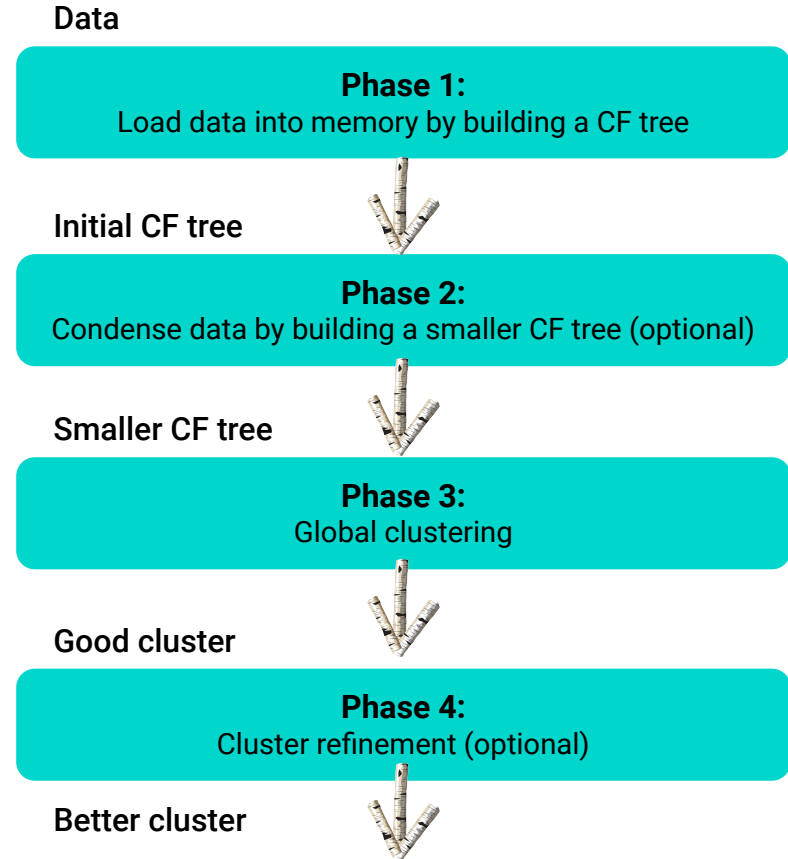 Data
Phase 1:
Load data into memory by building a CF tree
Initial CF tree
Phase 2:
Condense data by building a smaller CF tree (optional)
Smaller CF tree
Phase 3:
Global clustering
Good cluster
Phase 4:
Cluster refinement (optional)
Better cluster